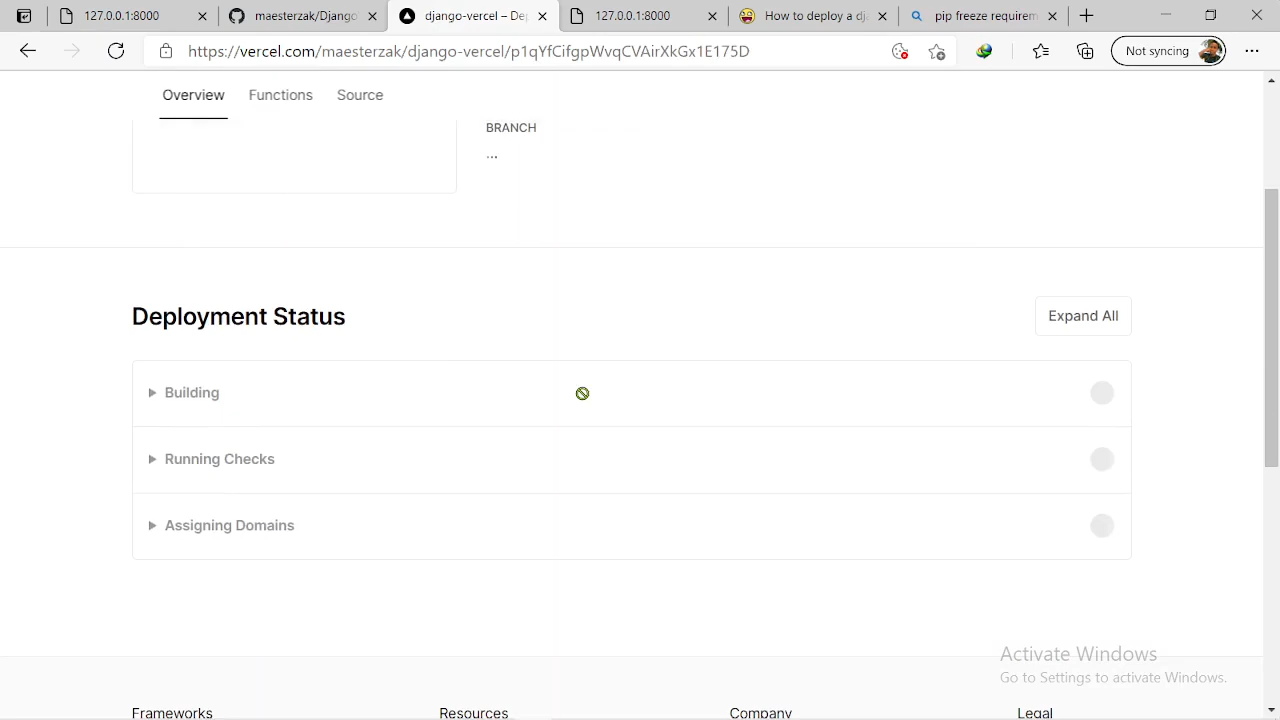 127.0.0.1:8000
maesterzak/Django
django-vercel – De
127.0.0.1:8000
How to deploy a dj
pip freeze requirem
https://vercel.com/maesterzak/django-vercel/p1qYfCifgpWvqCVAirXkGx1E175D
Not syncing
Overview
Functions
Source
BRANCH
...
Deployment Status
Expand All
Building
Running Checks
Assigning Domains
Activate Windows
Go to Settings to activate Windows.
Frameworks
Resources
Company
Legal